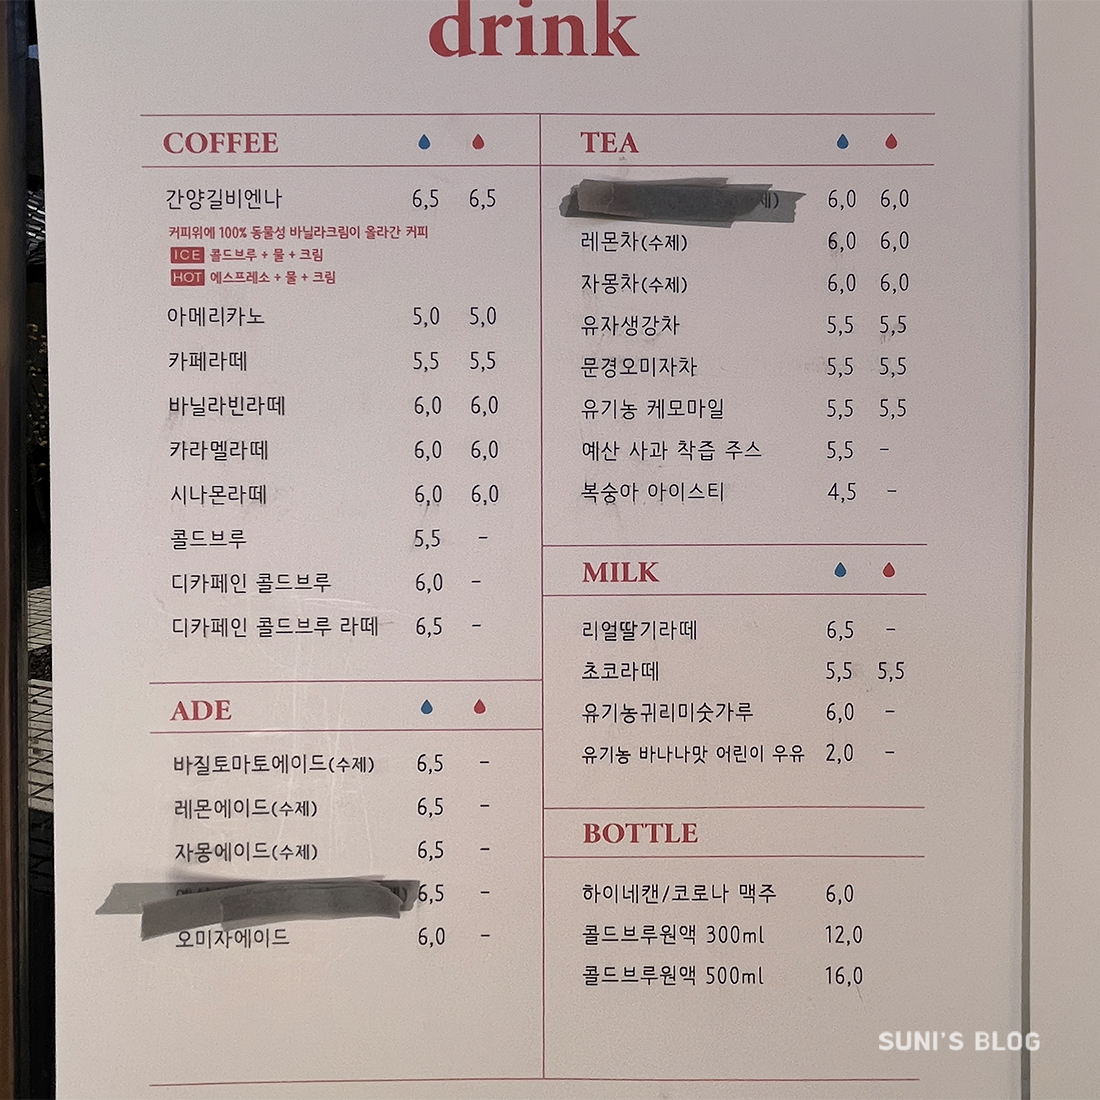 drink
COFFEE
간양길비엔나 6,5 6,5
커피위에 100% 동물성 바닐라크림이 올라간 커피
ICE 콜드브루 + 물 + 크림
HOT 에스프레소 + 물 + 크림
아메리카노 5,0 5,0
카페라떼 5,5 5,5
바닐라빈라떼 6,0 6,0
카라멜라떼 6,0 6,0
시나몬라떼 6,0 6,0
콜드브루 5,5 -
디카페인 콜드브루 6,0 -
디카페인 콜드브루 라떼 6,5 -
ADE
바질토마토에이드(수제) 6,5 -
레몬에이드(수제) 6,5 -
자몽에이드(수제) 6,5 -
6,5 -
오미자에이드 6,0 -
TEA
6,0 6,0
레몬차(수제) 6,0 6,0
자몽차(수제) 6,0 6,0
유자생강차 5,5 5,5
문경오미자차 5,5 5,5
유기농 케모마일 5,5 5,5
예산 사과 착즙 주스 5,5 -
복숭아 아이스티 4,5 -
MILK
리얼딸기라떼 6,5 -
초코라떼 5,5 5,5
유기농귀리미숫가루 6,0 -
유기농 바나나맛 어린이 우유 2,0 -
BOTTLE
하이네캔/코로나 맥주 6,0
콜드브루원액 300ml 12,0
콜드브루원액 500ml 16,0
SUNI'S BLOG